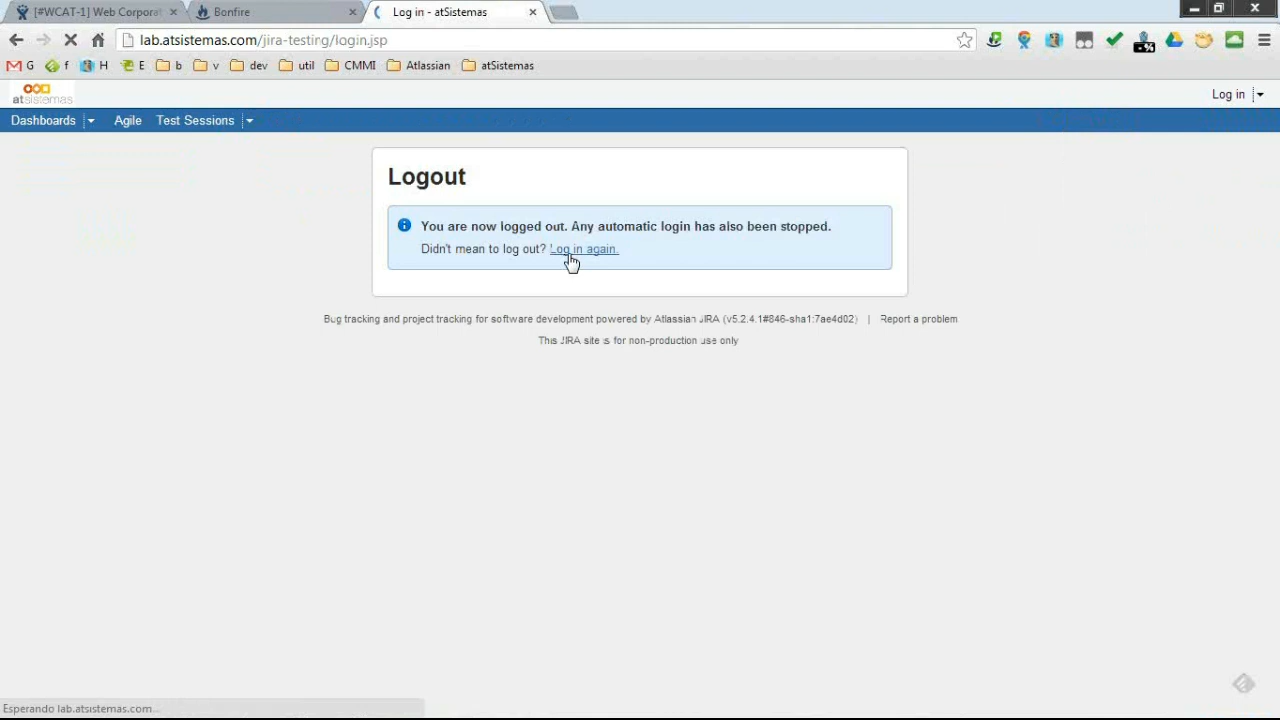 [#WCAT-1] Web Corporat
Bonfire
Log in - atSistemas
lab.atsistemas.com/jira-testing/login.jsp
G f H E b v dev util CMMI Atlassian atSistemas
atsistemas
Log in
Dashboards Agile Test Sessions
Logout
You are now logged out. Any automatic login has also been stopped.
Didn't mean to log out? Log in again.
Bug tracking and project tracking for software development powered by Atlassian JIRA (v5.2.4.1#846-sha1:7ae4d02) | Report a problem
This JIRA site is for non-production use only
Esperando lab.atsistemas.com...